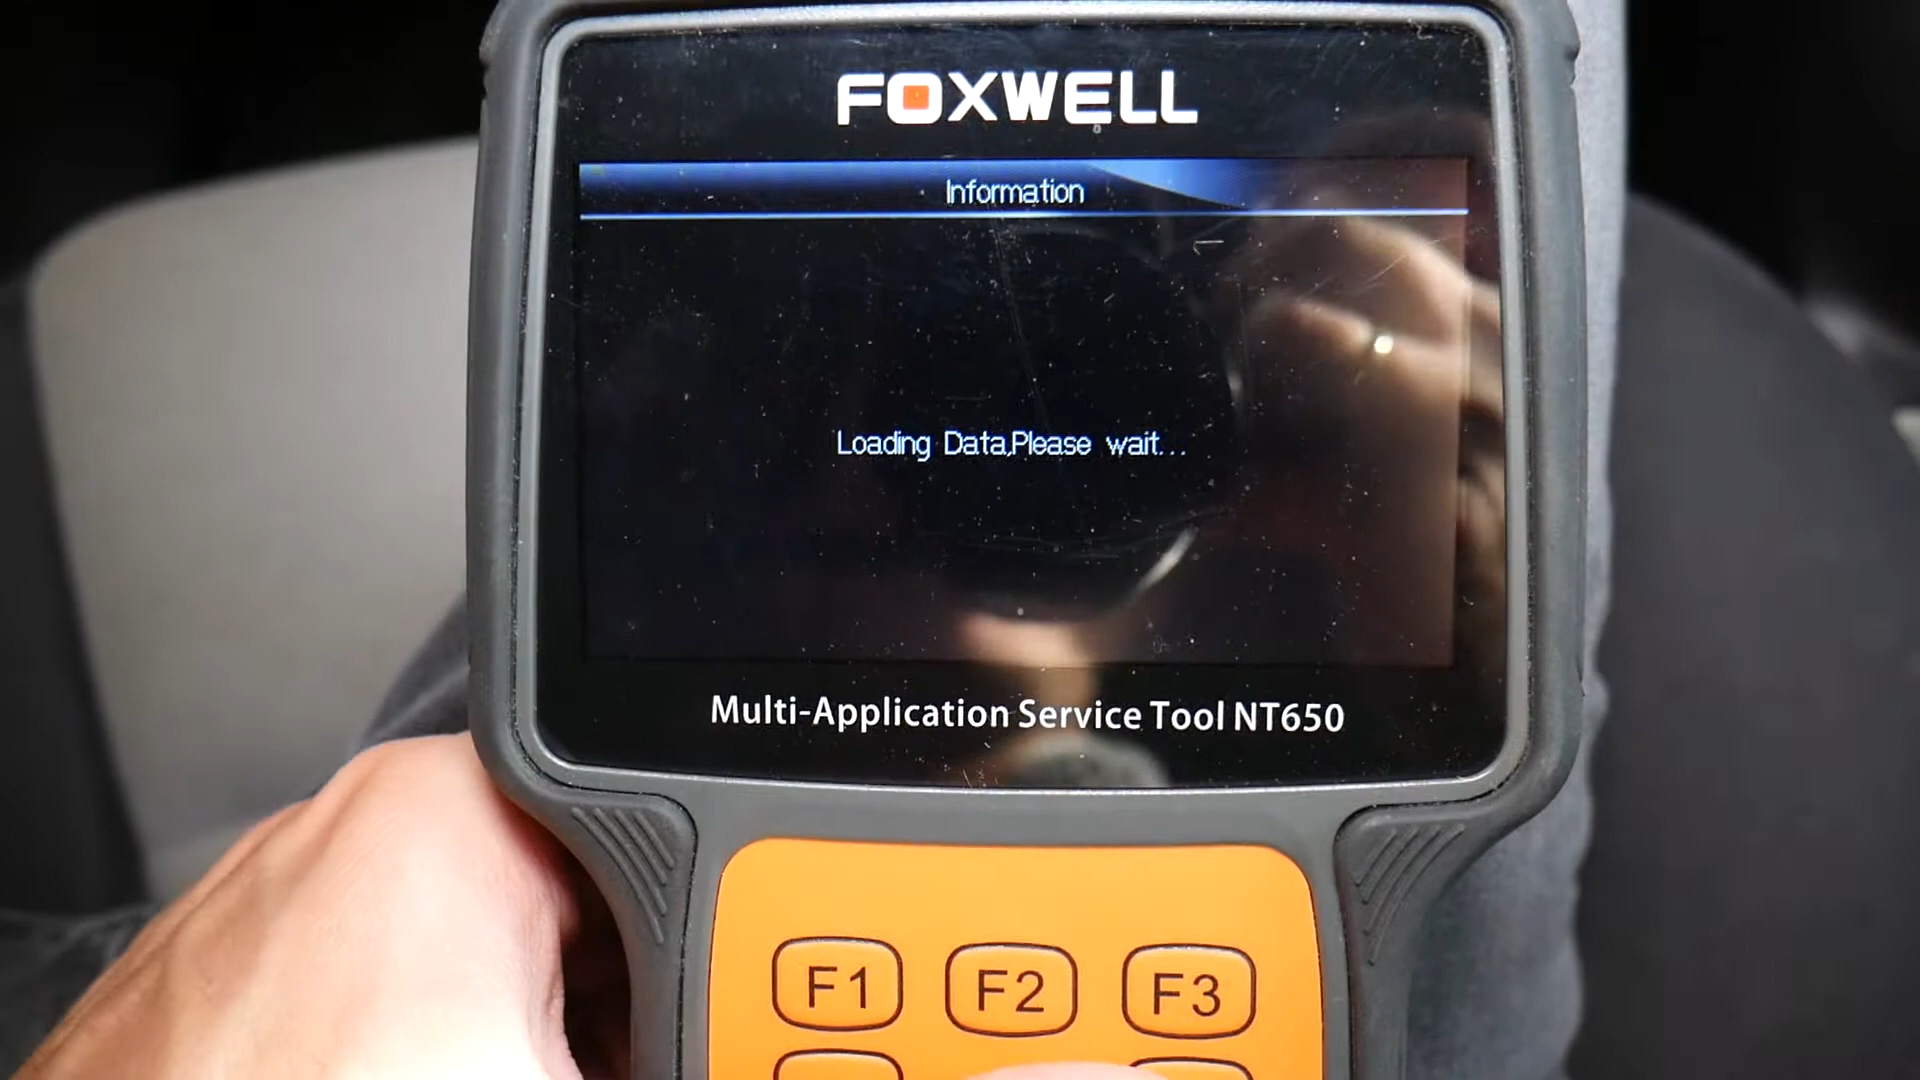 FOXWELL
Information
Loading Data,Please wait...
Multi-Application Service Tool NT650
F1 F2 F3